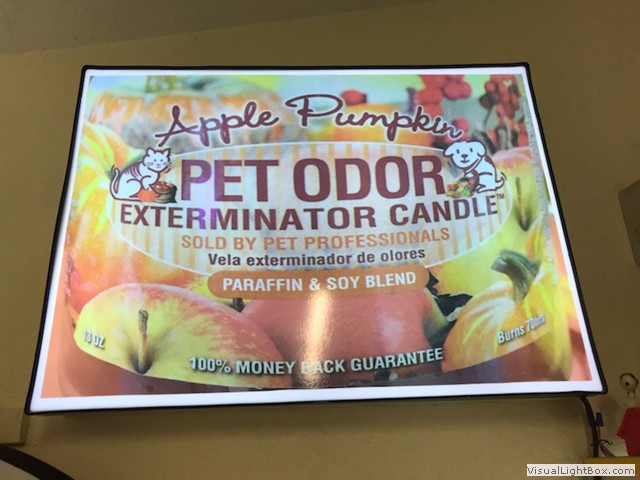 Apple Pumpkin
PET ODOR
EXTERMINATOR CANDLE™
SOLD BY PET PROFESSIONALS
Vela exterminador de olores
PARAFFIN & SOY BLEND
13 OZ
Burns 70hrs
100% MONEY BACK GUARANTEE
VisualLightBox.com